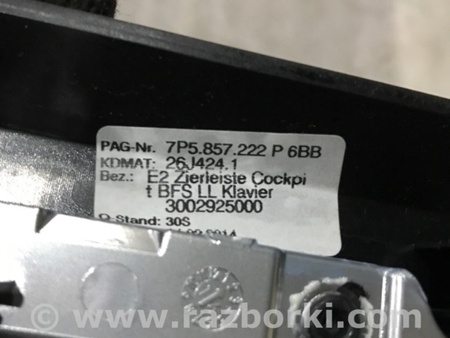 PAG-Nr. 7P5.857.222 P 6BB
KDMAT: 26J424.1
Bez.: E2 Zierleiste Cockpi
t BFS LL Klavier
3002925000
Q-Stand: 30S
© www.razborki.com